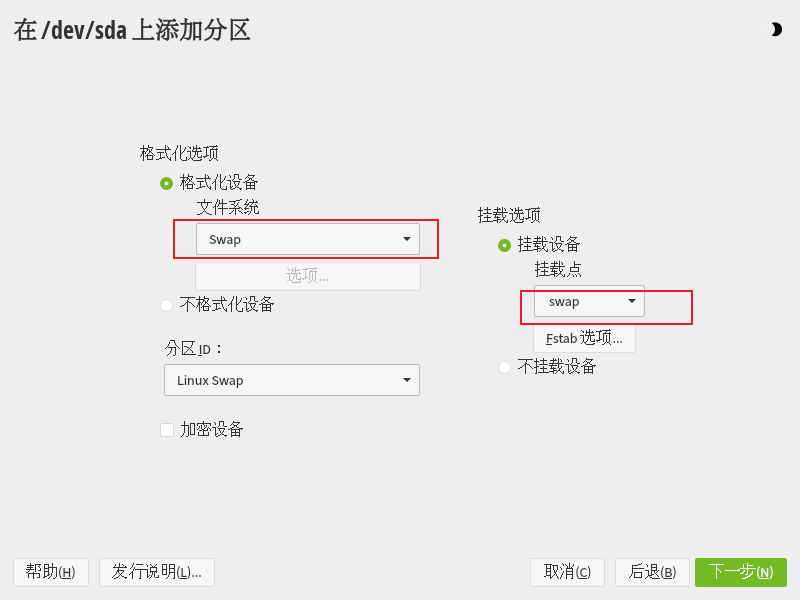 在 /dev/sda 上添加分区
格式化选项
格式化设备
文件系统
Swap
选项...
不格式化设备
分区 ID：
Linux Swap
加密设备
挂载选项
挂载设备
挂载点
swap
Fstab 选项...
不挂载设备
帮助(H)
发行说明(L)...
取消(C)
后退(B)
下一步(N)